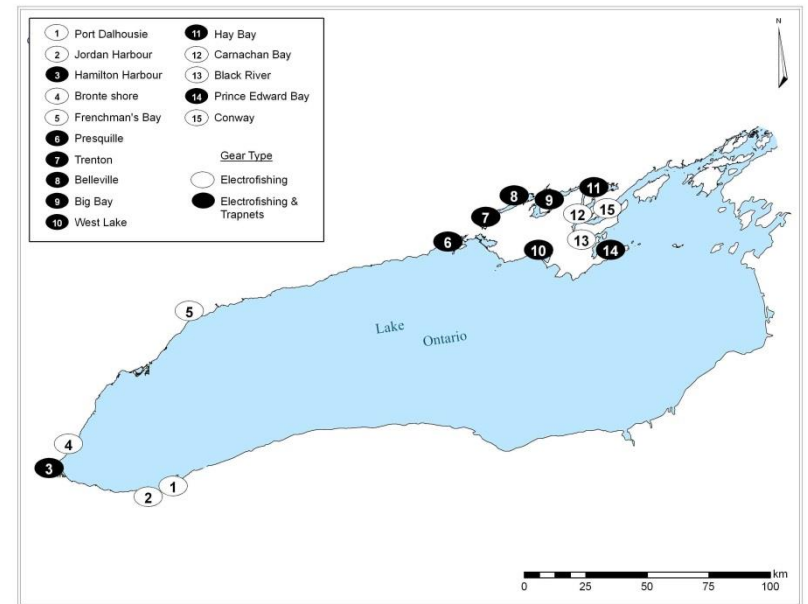 1 Port Dalhousie
2 Jordan Harbour
3 Hamilton Harbour
4 Bronte shore
5 Frenchman's Bay
6 Presquille
7 Trenton
8 Belleville
9 Big Bay
10 West Lake
11 Hay Bay
12 Carnachan Bay
13 Black River
14 Prince Edward Bay
15 Conway
Gear Type
Electrofishing
Electrofishing &
Trapnets
N
8
9
11
7
12
15
6
10
13
14
5
Lake
Ontario
4
3
2
1
km
0 25 50 75 100